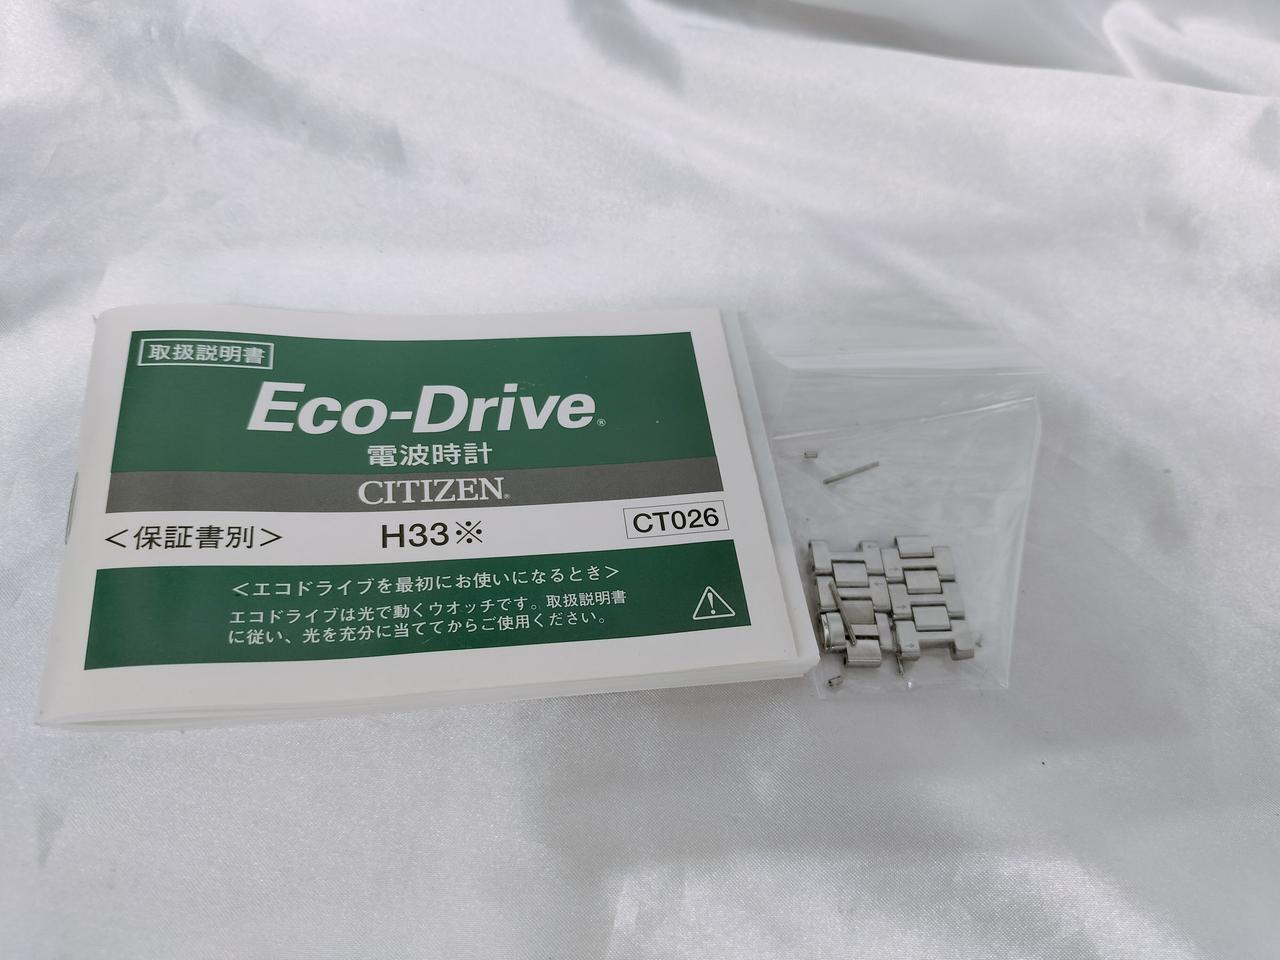 取扱説明書
Eco-Drive®
電波時計
CITIZEN®
<保証書別> H33※ CT026
<エコドライブを最初にお使いになるとき>
エコドライブは光で動くウオッチです。取扱説明書
に従い、光を充分に当ててからご使用ください。